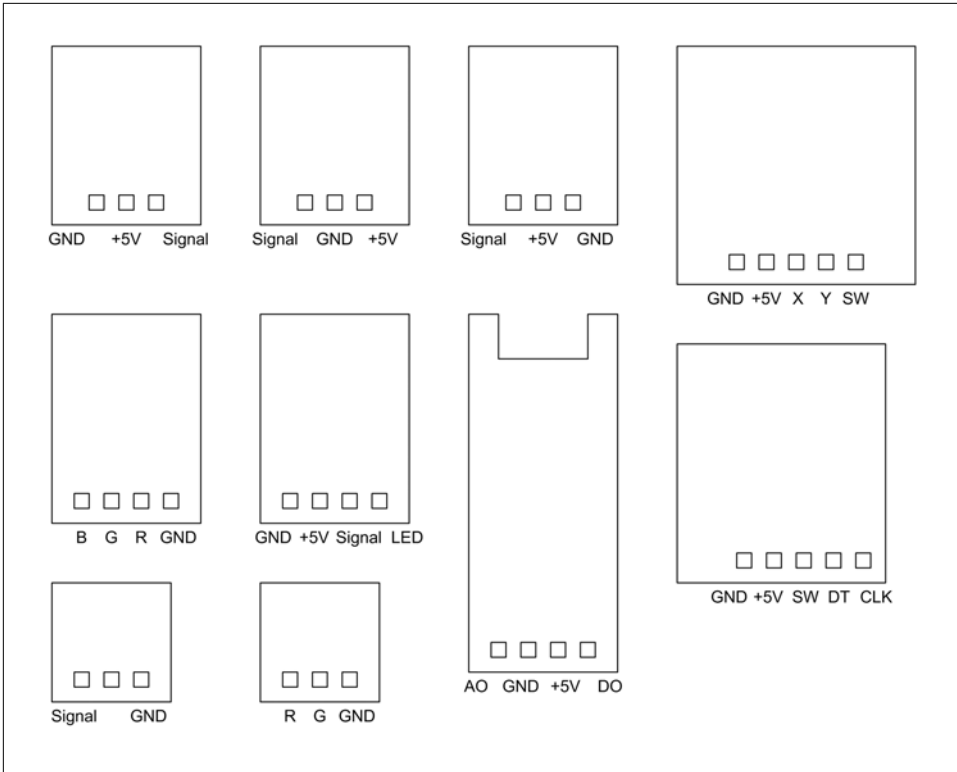 GND +5V Signal
Signal GND +5V
Signal +5V GND
GND +5V X Y SW
B G R GND
GND +5V Signal LED
AO GND +5V DO
GND +5V SW DT CLK
Signal GND
R G GND